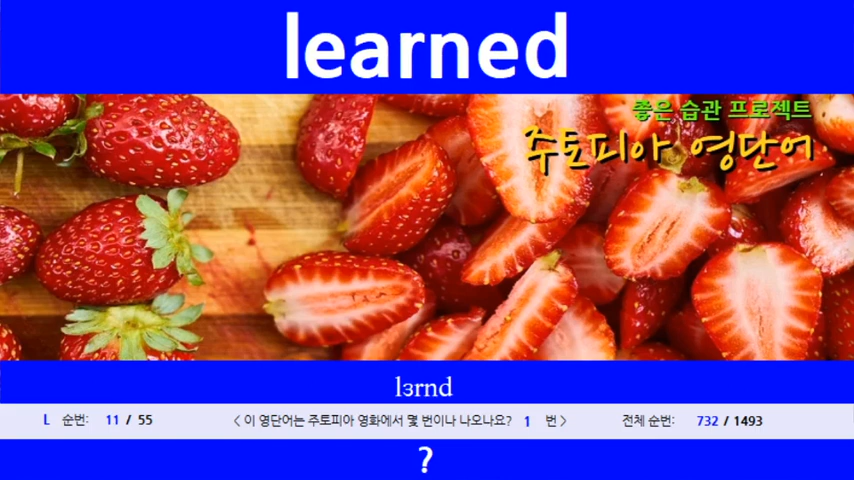 learned
좋은 습관 프로젝트
주토피아 영단어
lɜrnd
L 순번: 11 / 55 < 이 영단어는 주토피아 영화에서 몇 번이나 나오나요? 1 번 > 전체 순번: 732 / 1493
?